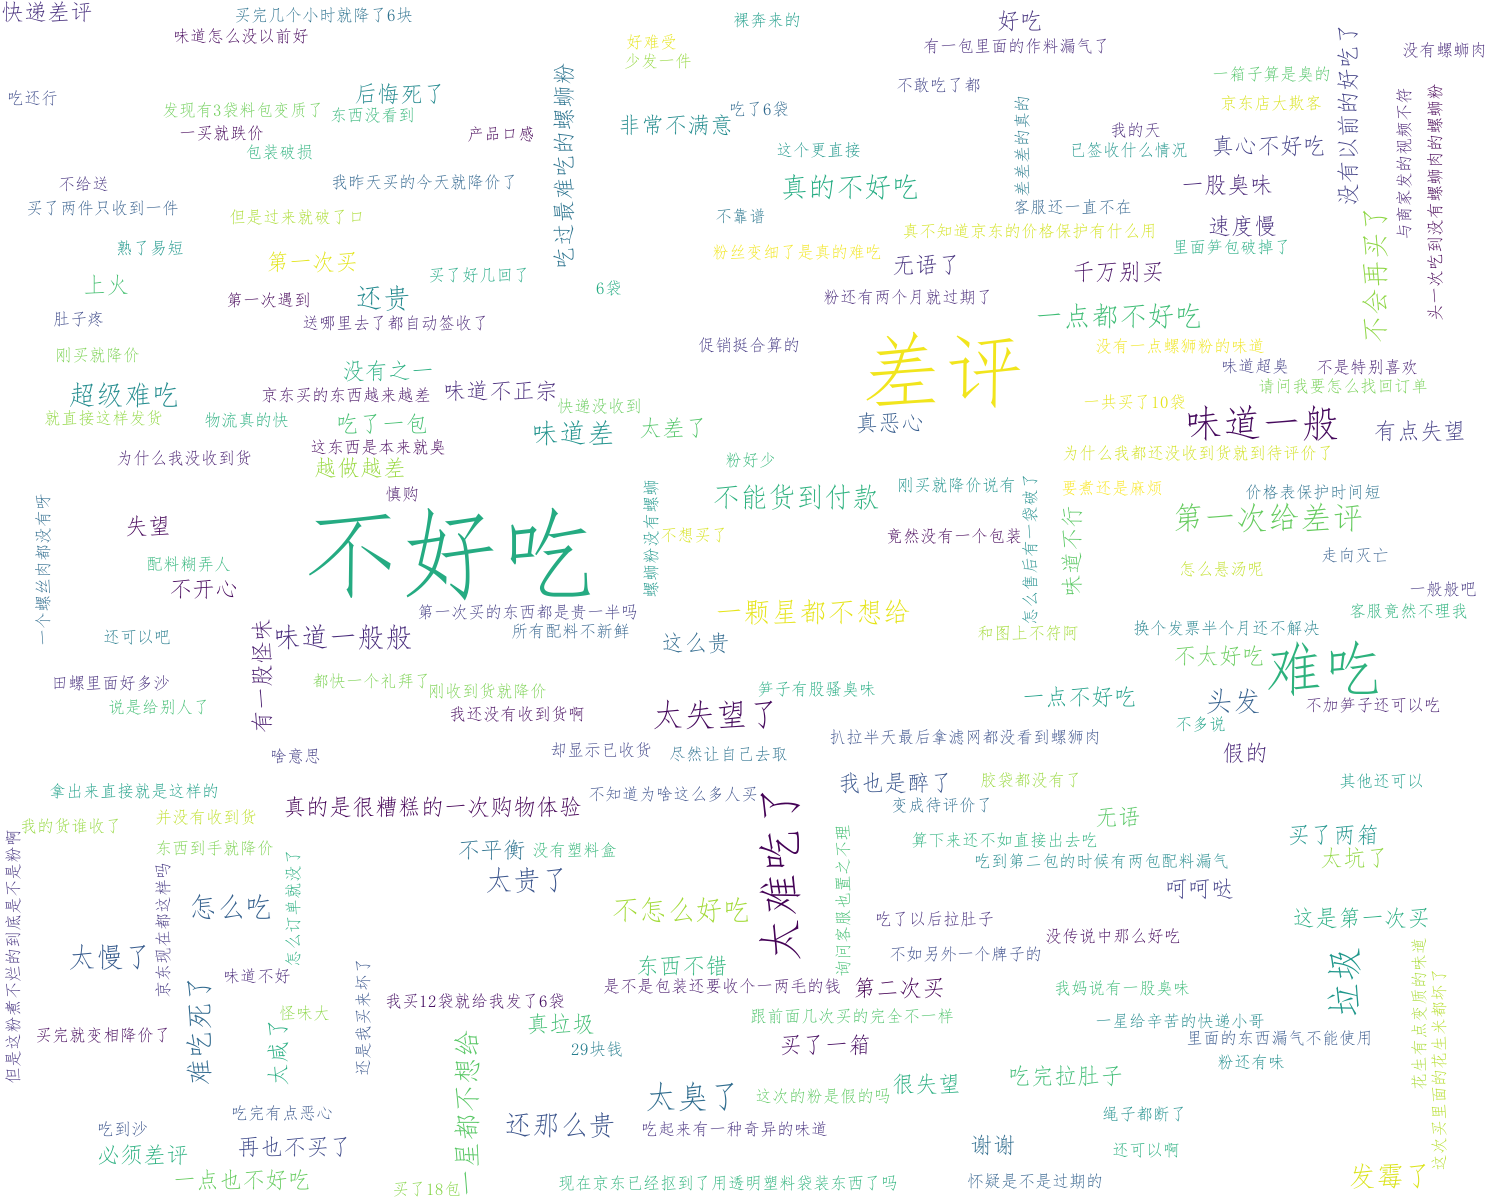 快递差评
买完几个小时就降了6块
裸奔来的
好吃
味道怎么没以前好
好难受
有一包里面的作料漏气了
没有以前的好吃了
没有螺蛳肉
少发一件
吃还行
发现有3袋料包变质了
后悔死了
东西没看到
吃过最难吃的螺蛳粉
不敢吃了都
一箱子算是臭的
京东店大欺客
与商家发的视频不符
头一次吃到没有螺蛳肉的螺蛳粉
一买就跌价
产品口感
非常不满意
吃了6袋
差差差的真的
我的天
包装破损
这个更直接
已签收什么情况
真心不好吃
不给送
我昨天买的今天就降价了
真的不好吃
一股臭味
买了两件只收到一件
但是过来就破了口
不靠谱
客服还一直不在
速度慢
不会再买了
熟了易短
第一次买
粉丝变细了是真的难吃
真不知道京东的价格保护有什么用
里面笋包破掉了
上火
买了好几回了
6袋
无语了
千万别买
第一次遇到
还贵
粉还有两个月就过期了
肚子疼
送哪里去了都自动签收了
一点都不好吃
刚买就降价
促销挺合算的
差评
没有一点螺狮粉的味道
没有之一
味道超臭
不是特别喜欢
超级难吃
京东买的东西越来越差
味道不正宗
请问我要怎么找回订单
就直接这样发货
物流真的快
吃了一包
快递没收到
一共买了10袋
这东西是本来就臭
味道差
太差了
真恶心
味道一般
有点失望
为什么我没收到货
越做越差
粉好少
为什么我都还没收到货就到待评价了
慎购
螺蛳粉没有螺蛳
不能货到付款
刚买就降价说有
怎么售后有一袋破了
要煮还是麻烦
价格表保护时间短
一个螺丝肉都没有呀
失望
不好吃
不想买了
竟然没有一个包装
味道不行
第一次给差评
配料糊弄人
走向灭亡
不开心
怎么悬汤呢
一般般吧
第一次买的东西都是贵一半吗
一颗星都不想给
客服竟然不理我
还可以吧
有一股怪味
味道一般般
所有配料不新鲜
这么贵
和图上不符阿
换个发票半个月还不解决
不太好吃
难吃
田螺里面好多沙
都快一个礼拜了
刚收到货就降价
笋子有股骚臭味
一点不好吃
头发
不加笋子还可以吃
说是给别人了
我还没有收到货啊
太失望了
不多说
啥意思
却显示已收货
尽然让自己去取
扒拉半天最后拿滤网都没看到螺狮肉
假的
拿出来直接就是这样的
不知道为啥这么多人买
太难吃了
我也是醉了
胶袋都没有了
其他还可以
真的是很糟糕的一次购物体验
变成待评价了
我的货谁收了
并没有收到货
无语
买了两箱
但是这粉煮不烂的到底是不是粉啊
东西到手就降价
怎么订单就没了
不平衡
没有塑料盒
询问客服也置之不理
算下来还不如直接出去吃
太坑了
京东现在都这样吗
太贵了
吃到第二包的时候有两包配料漏气
呵呵哒
怎么吃
不怎么好吃
吃了以后拉肚子
这是第一次买
太慢了
没传说中那么好吃
不如另外一个牌子的
花生有点变质的味道
味道不好
还是我买来坏了
东西不错
垃圾
这次买里面的花生米都坏了
难吃死了
我买12袋就给我发了6袋
是不是包装还要收个一两毛的钱
第二次买
我妈说有一股臭味
怪味大
真垃圾
跟前面几次买的完全不一样
一星给辛苦的快递小哥
买完就变相降价了
太咸了
一星都不想给
29块钱
买了一箱
里面的东西漏气不能使用
粉还有味
很失望
吃完拉肚子
太臭了
这次的粉是假的吗
吃完有点恶心
绳子都断了
吃到沙
还那么贵
吃起来有一种奇异的味道
再也不买了
谢谢
还可以啊
必须差评
一点也不好吃
买了18包
现在京东已经抠到了用透明塑料袋装东西了吗
怀疑是不是过期的
发霉了